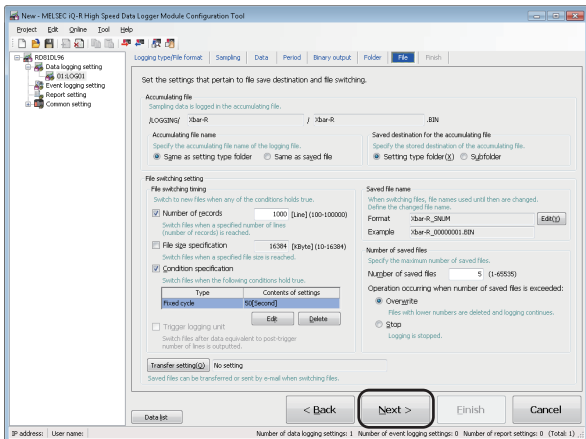 New - MELSEC iQ-R High Speed Data Logger Module Configuration Tool
Project Edit Online Tool Help
RD81DL96
Data logging setting
01:LOG01
Event logging setting
Report setting
Common setting
Logging type/File format Sampling Data Period Binary output Folder File Finish
Set the settings that pertain to file save destination and file switching.
Accumulating file
Sampling data is logged in the accumulating file.
/LOGGING/ Xbar-R / Xbar-R .BIN
Accumulating file name
Specify the accumulating file name of the logging file.
Same as setting type folder Same as saved file
Saved destination for the accumulating file
Specify the stored destination of the accumulating file.
Setting type folder(X) Subfolder
File switching setting
File switching timing
Switch to new files when any of the conditions holds true.
Number of records 1000 [Line] (100-100000)
Switch files when a specified number of lines
(number of records) is reached.
File size specification 16384 [KByte] (10-16384)
Switch files when a specified file size is reached.
Condition specification
Switch files when the following conditions hold true.
Type Contents of settings
Fixed cycle 50[Second]
Edit Delete
Trigger logging unit
Switch files after data equivalent to post-trigger
number of lines is outputted.
Saved file name
When switching files, file names used until then are changed.
Define the changed file name.
Format Xbar-R_SNUM Edit(Y)
Example Xbar-R_00000001.BIN
Number of saved files
Specify the maximum number of saved files.
Number of saved files 5 (1-65535)
Operation occurring when number of saved files is exceeded:
Overwrite
Files with lower numbers are deleted and logging continues.
Stop
Logging is stopped.
Transfer setting(Q) No setting
Saved files can be transferred or sent by e-mail when switching files.
Data list < Back Next > Finish Cancel
IP address: User name: Number of data logging settings: 1 Number of event logging settings: 0 Number of report settings: 0 (Total: 1)